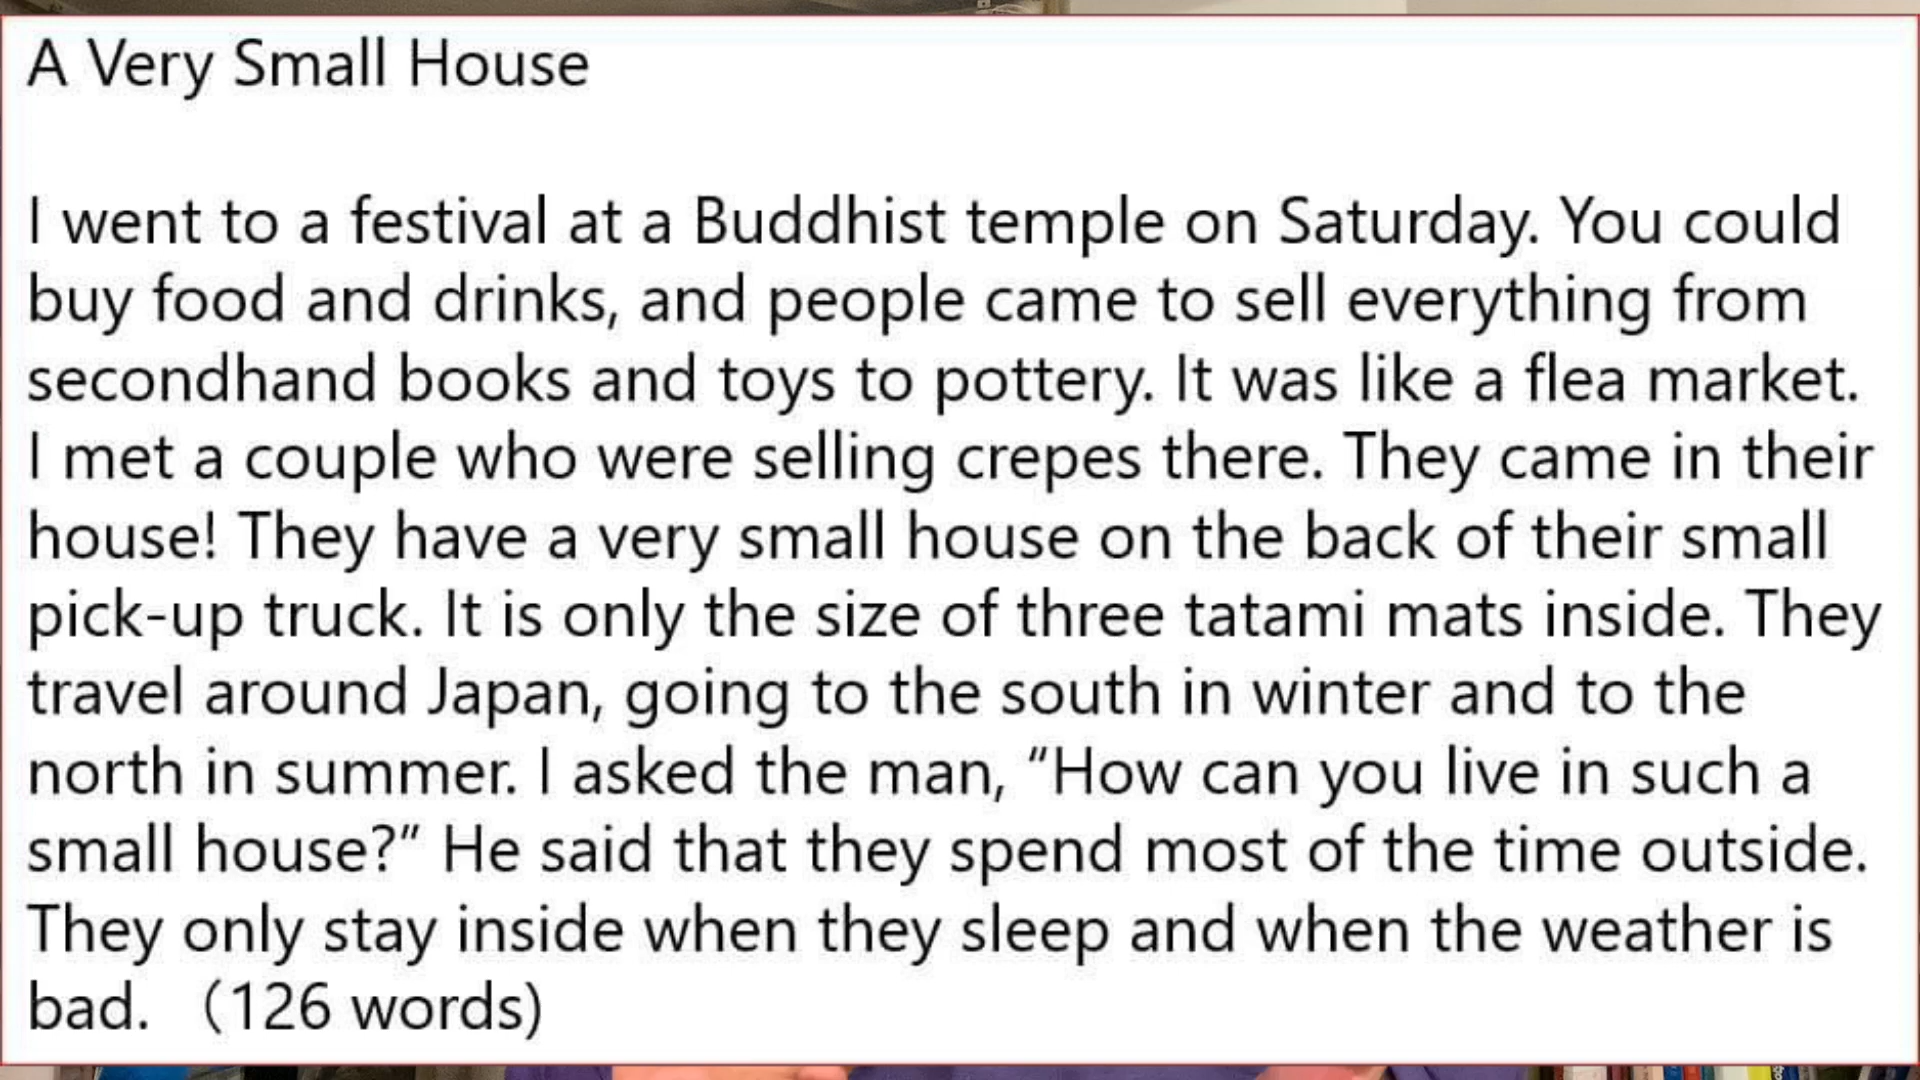 A Very Small House
I went to a festival at a Buddhist temple on Saturday. You could
buy food and drinks, and people came to sell everything from
secondhand books and toys to pottery. It was like a flea market.
I met a couple who were selling crepes there. They came in their
house! They have a very small house on the back of their small
pick-up truck. It is only the size of three tatami mats inside. They
travel around Japan, going to the south in winter and to the
north in summer. I asked the man, “How can you live in such a
small house?” He said that they spend most of the time outside.
They only stay inside when they sleep and when the weather is
bad. （126 words)